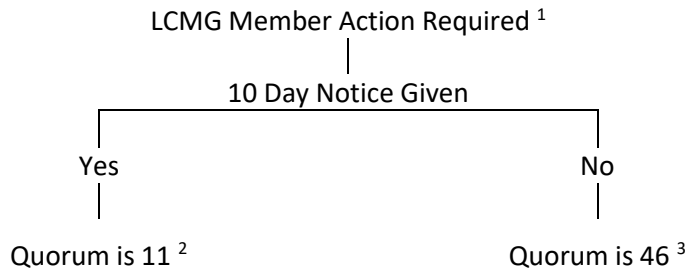 LCMG Member Action Required 1
10 Day Notice Given
Yes No
Quorum is 11 2 Quorum is 46 3